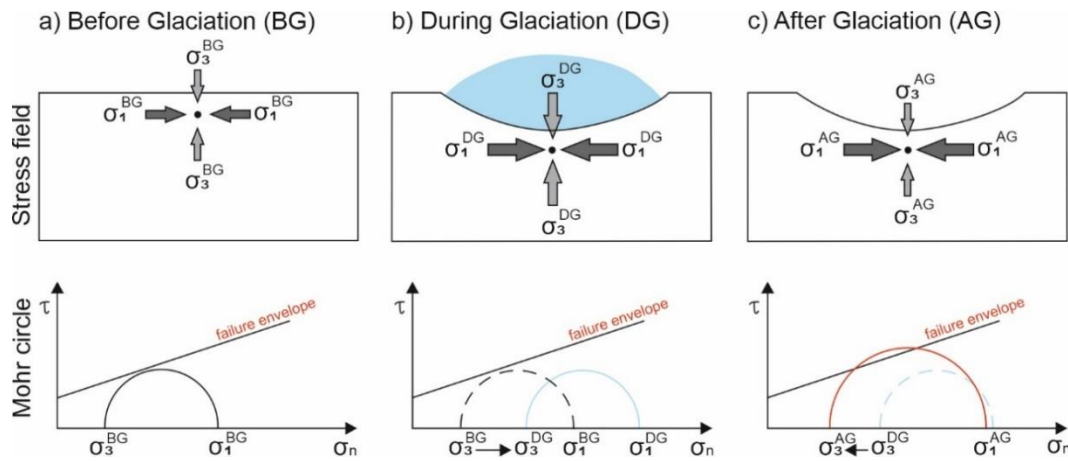 a) Before Glaciation (BG)
b) During Glaciation (DG)
c) After Glaciation (AG)
Stress field
σ₃ᴮᴳ
σ₁ᴮᴳ
σ₁ᴮᴳ
σ₃ᴮᴳ
σ₃ᴰᴳ
σ₁ᴰᴳ
σ₁ᴰᴳ
σ₃ᴰᴳ
σ₃ᴬᴳ
σ₁ᴬᴳ
σ₁ᴬᴳ
σ₃ᴬᴳ
Mohr circle
τ
failure envelope
σ₃ᴮᴳ σ₁ᴮᴳ σn
τ
failure envelope
σ₃ᴮᴳ σ₃ᴰᴳ σ₁ᴮᴳ σ₁ᴰᴳ σn
τ
failure envelope
σ₃ᴬᴳ σ₃ᴰᴳ σ₁ᴬᴳ σn